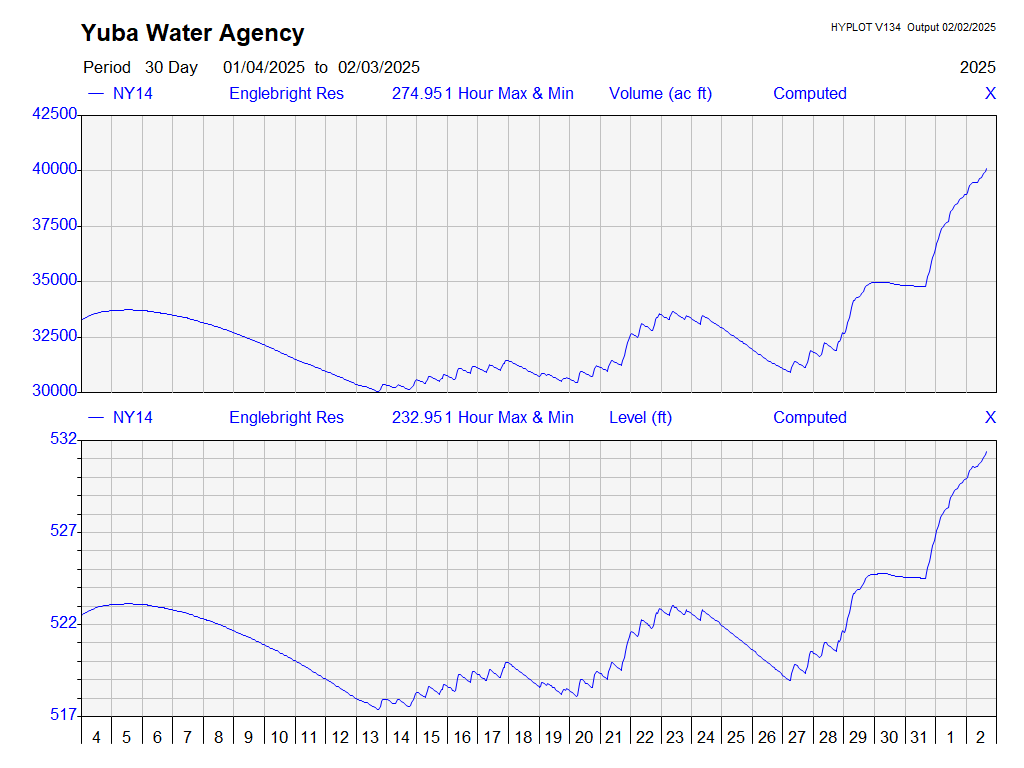 Yuba Water Agency
HYPLOT V134 Output 02/02/2025
Period 30 Day 01/04/2025 to 02/03/2025 2025
NY14 Englebright Res 274.951 Hour Max & Min Volume (ac ft) Computed X
42500
40000
37500
35000
32500
30000
NY14 Englebright Res 232.951 Hour Max & Min Level (ft) Computed X
532
527
522
517
4 5 6 7 8 9 10 11 12 13 14 15 16 17 18 19 20 21 22 23 24 25 26 27 28 29 30 31 1 2